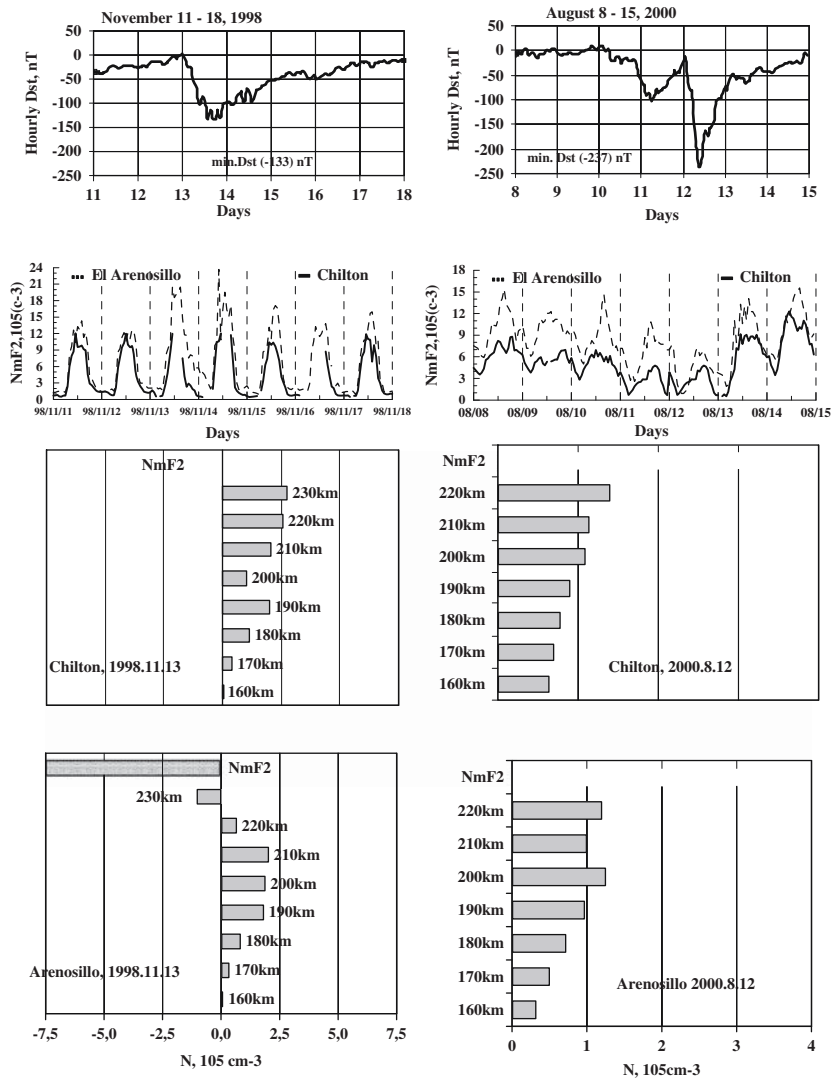 November 11 - 18, 1998
50
0
-50
-100
-150
-200
-250
Hourly Dst, nT
min.Dst (-133) nT
11 12 13 14 15 16 17 18
Days
August 8 - 15, 2000
50
0
-50
-100
-150
-200
-250
Hourly Dst, nT
min. Dst (-237) nT
8 9 10 11 12 13 14 15
Days
El Arenosillo Chilton
24
21
18
15
12
9
6
3
0
NmF2,105(c-3)
98/11/11 98/11/12 98/11/13 98/11/14 98/11/15 98/11/16 98/11/17 98/11/18
Days
El Arenosillo Chilton
18
15
12
9
6
3
0
NmF2,105(c-3)
08/08 08/09 08/10 08/11 08/12 08/13 08/14 08/15
Days
NmF2
230km
220km
210km
200km
190km
180km
170km
160km
Chilton, 1998.11.13
NmF2
220km
210km
200km
190km
180km
170km
160km
Chilton, 2000.8.12
NmF2
230km
220km
210km
200km
190km
180km
170km
160km
Arenosillo, 1998.11.13
-7,5 -5,0 -2,5 0,0 2,5 5,0 7,5
N, 105 cm-3
NmF2
220km
210km
200km
190km
180km
170km
160km
Arenosillo 2000.8.12
0 1 2 3 4
N, 105cm-3